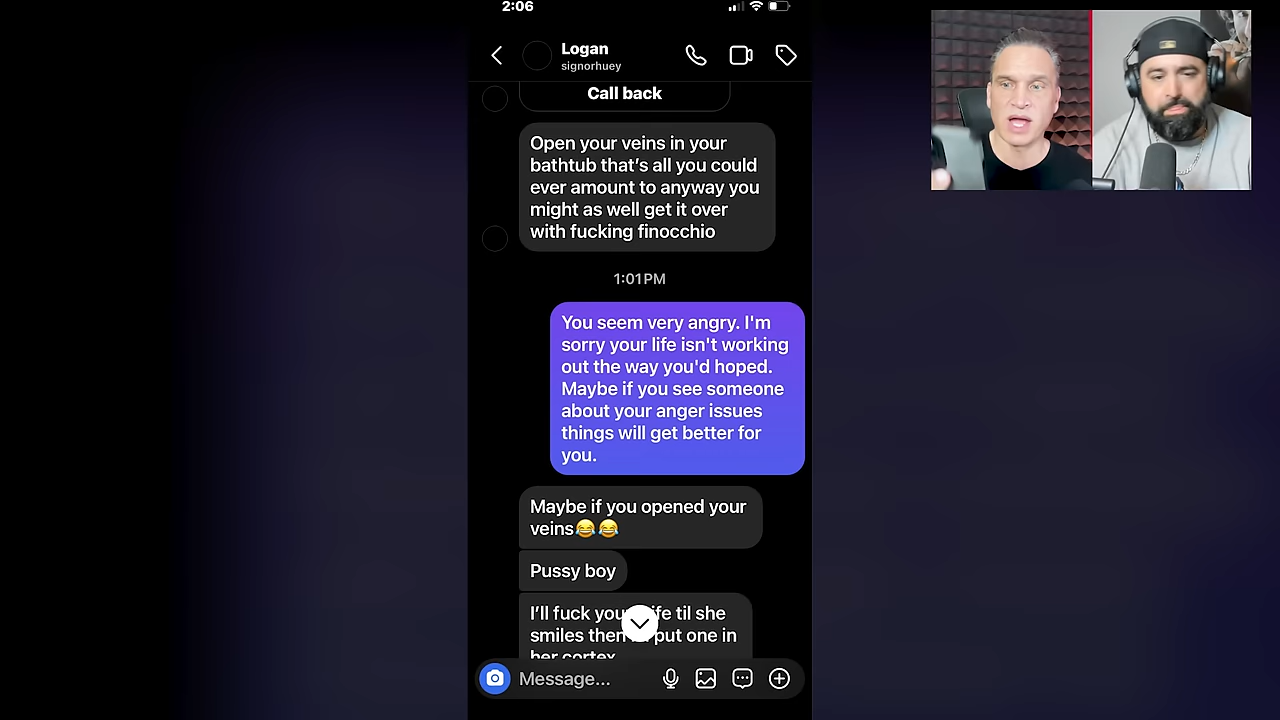 2:06
Logan
signorhuey
Call back
Open your veins in your
bathtub that's all you could
ever amount to anyway you
might as well get it over
with fucking finocchio
1:01 PM
You seem very angry. I'm
sorry your life isn't working
out the way you'd hoped.
Maybe if you see someone
about your anger issues
things will get better for
you.
Maybe if you opened your
veins😂😂
Pussy boy
I'll fuck til she
smiles put one in
her cortex
Message...